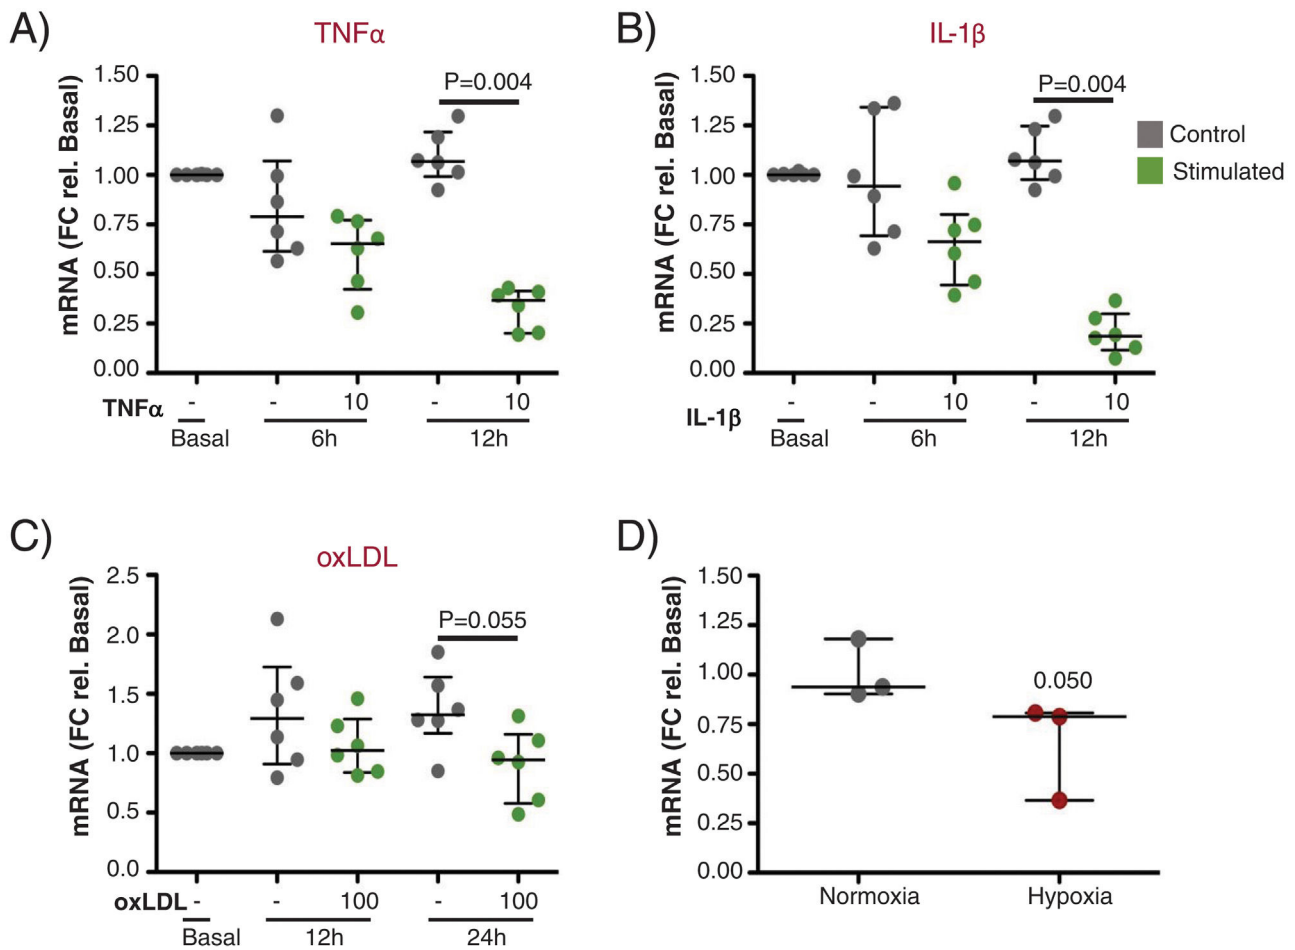 A)
TNFα
mRNA (FC rel. Basal)
1.50
1.25
1.00
0.75
0.50
0.25
0.00
P=0.004
TNFα - - 10 - 10
Basal 6h 12h
B)
IL-1β
mRNA (FC rel. Basal)
1.50
1.25
1.00
0.75
0.50
0.25
0.00
P=0.004
IL-1β - - 10 - 10
Basal 6h 12h
Control
Stimulated
C)
oxLDL
mRNA (FC rel. Basal)
2.5
2.0
1.5
1.0
0.5
0.0
P=0.055
oxLDL - - 100 - 100
Basal 12h 24h
D)
mRNA (FC rel. Basal)
1.50
1.25
1.00
0.75
0.50
0.25
0.00
0.050
Normoxia Hypoxia